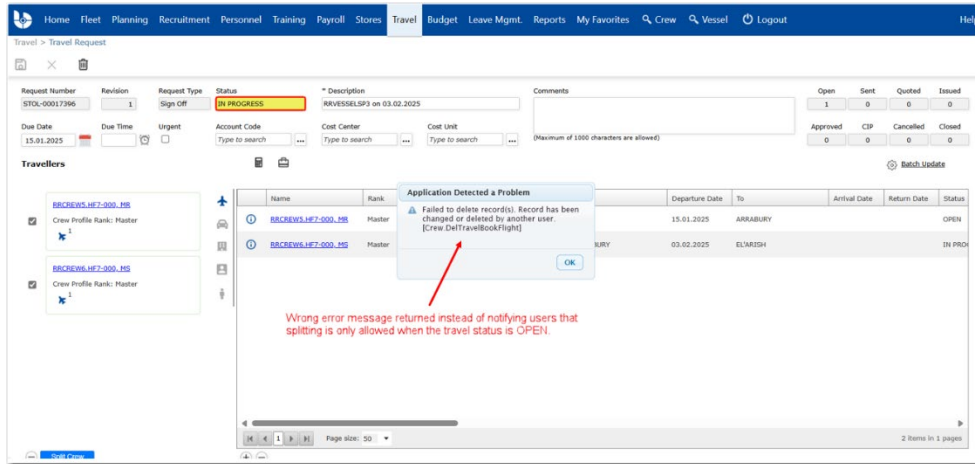 Home Fleet Planning Recruitment Personnel Training Payroll Stores Travel Budget Leave Mgmt. Reports My Favorites Crew Vessel Logout Help
Travel > Travel Request
Request Number Revision Request Type Status * Description Comments Open Sent Quoted Issued
STOL-00017396 1 Sign Off IN PROGRESS RRVESSELSP3 on 03.02.2025 1 0 0 0
Due Date Due Time Urgent Account Code Cost Center Cost Unit Approved CIP Cancelled Closed
15.01.2025 Type to search ... Type to search ... Type to search ... (Maximum of 1000 characters are allowed) 0 0 0 0
Travellers Batch Update
Name Rank Departure Date To Arrival Date Return Date Status
RRCREW5.HF7-000, MR
Crew Profile Rank: Master
1
RRCREW6.HF7-000, MS
Crew Profile Rank: Master
1
RRCREW5.HF7-000, MR Master 15.01.2025 ARRABURY OPEN
RRCREW6.HF7-000, MS Master BURY 03.02.2025 EL'ARISH IN PRO
Application Detected a Problem
Failed to delete record(s). Record has been
changed or deleted by another user.
[Crew.DelTravelBookFlight]
OK
Wrong error message returned instead of notifying users that
splitting is only allowed when the travel status is OPEN.
1 Page size: 50 2 items in 1 pages
Split Crew